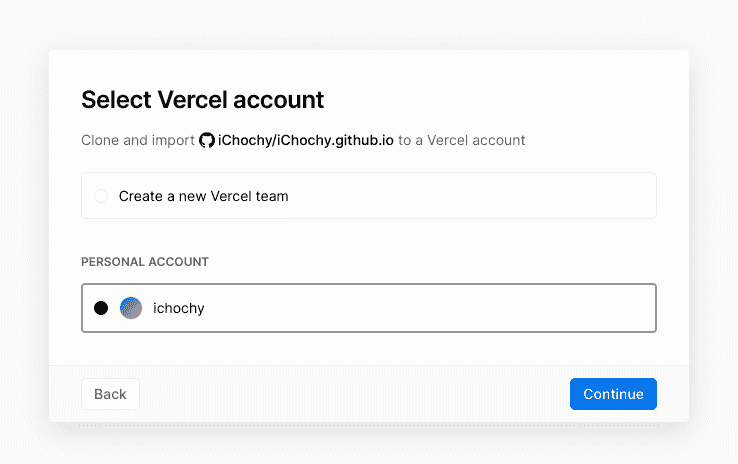 Select Vercel account
Clone and import iChochy/iChochy.github.io to a Vercel account
Create a new Vercel team
PERSONAL ACCOUNT
ichochy
Back
Continue